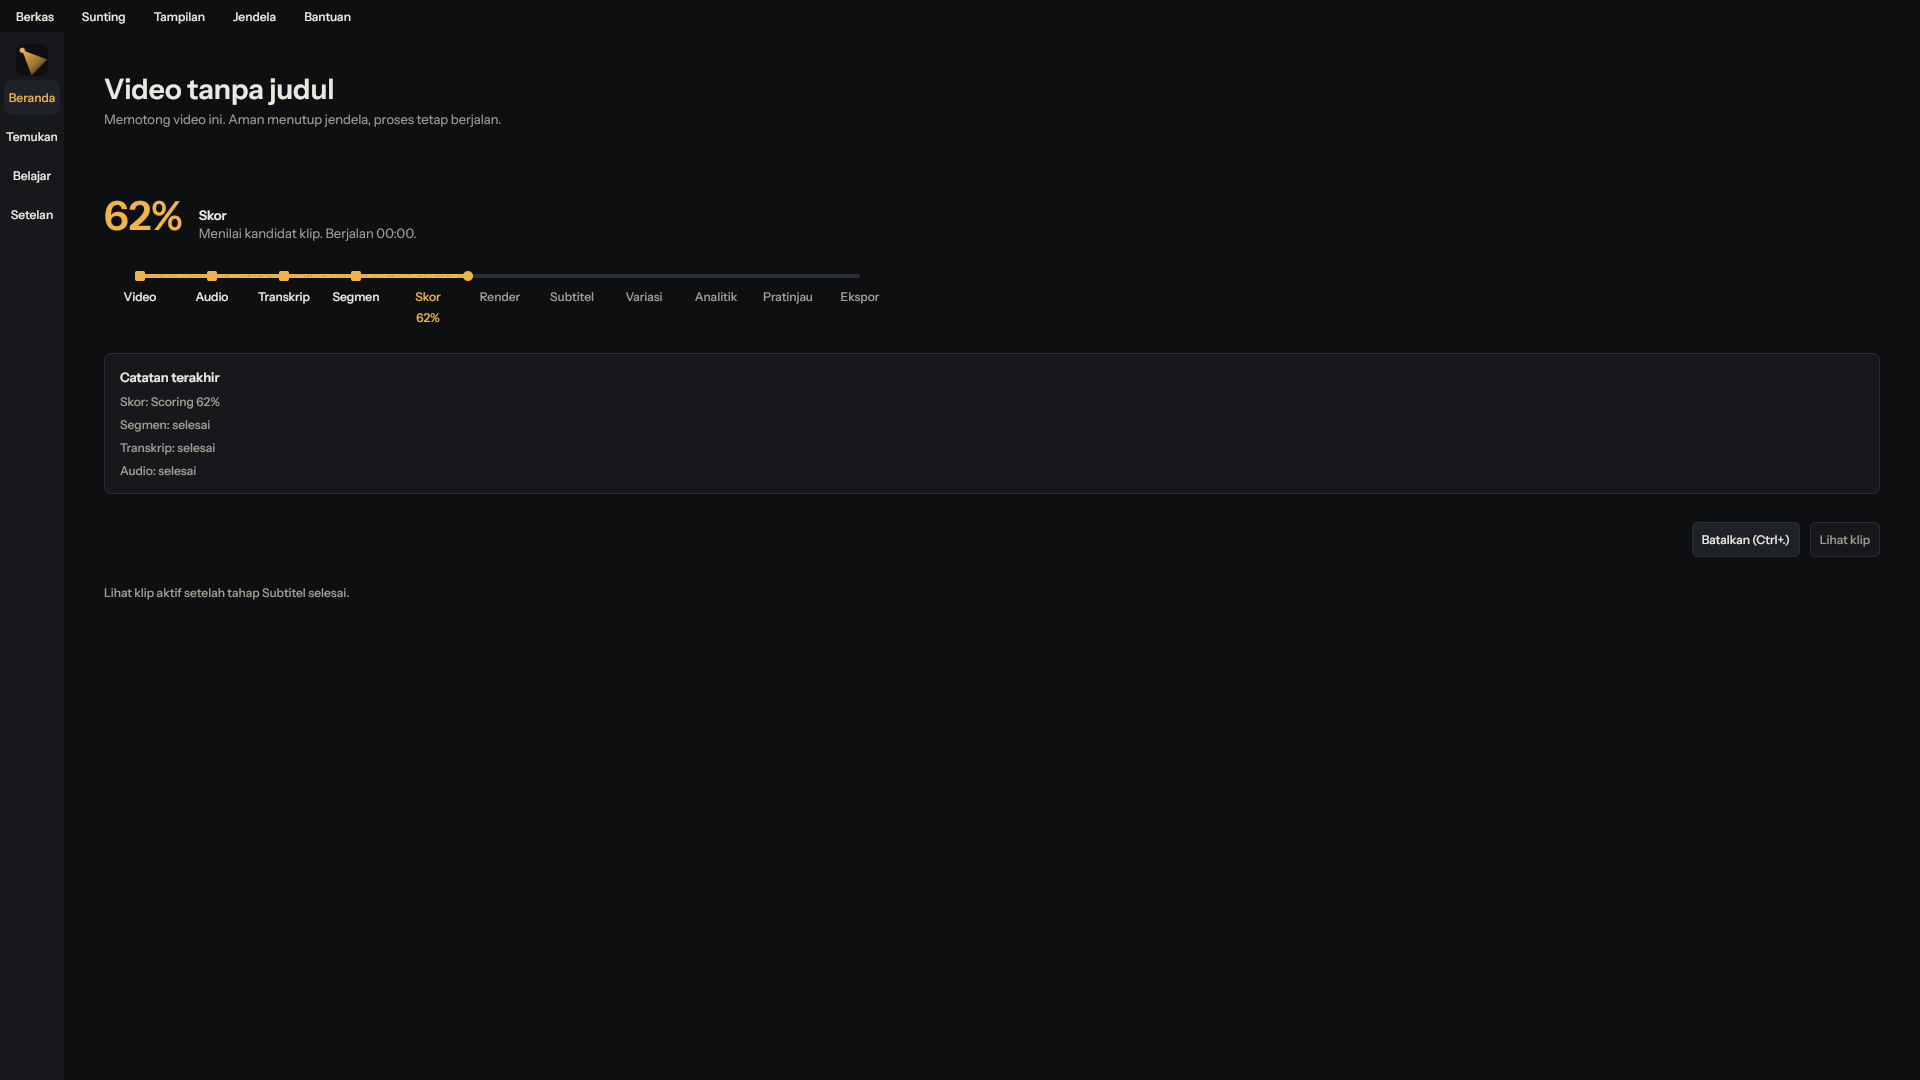 Berkas Sunting Tampilan Jendela Bantuan
Beranda
Temukan
Belajar
Setelan
Video tanpa judul
Memotong video ini. Aman menutup jendela, proses tetap berjalan.
62%
Skor
Menilai kandidat klip. Berjalan 00:00.
Video Audio Transkrip Segmen Skor Render Subtitel Variasi Analitik Pratinjau Ekspor
62%
Catatan terakhir
Skor: Scoring 62%
Segmen: selesai
Transkrip: selesai
Audio: selesai
Batalkan (Ctrl+.) Lihat klip
Lihat klip aktif setelah tahap Subtitel selesai.